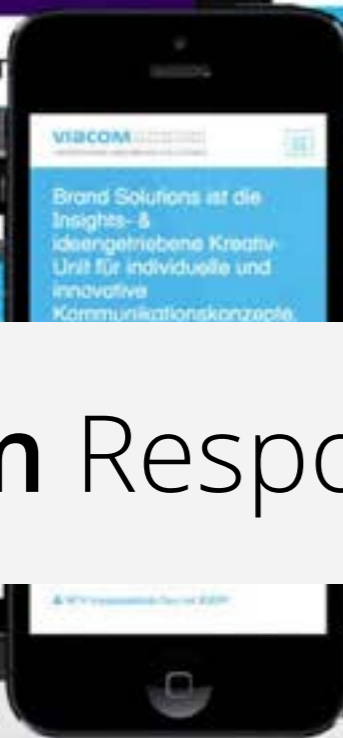 VIACOM
Brand Solutions ist die
Insights- &
ideengetriebene Kreativ-
Unit für individuelle und
innovative
Kommunikationskonzepte.
n Respo